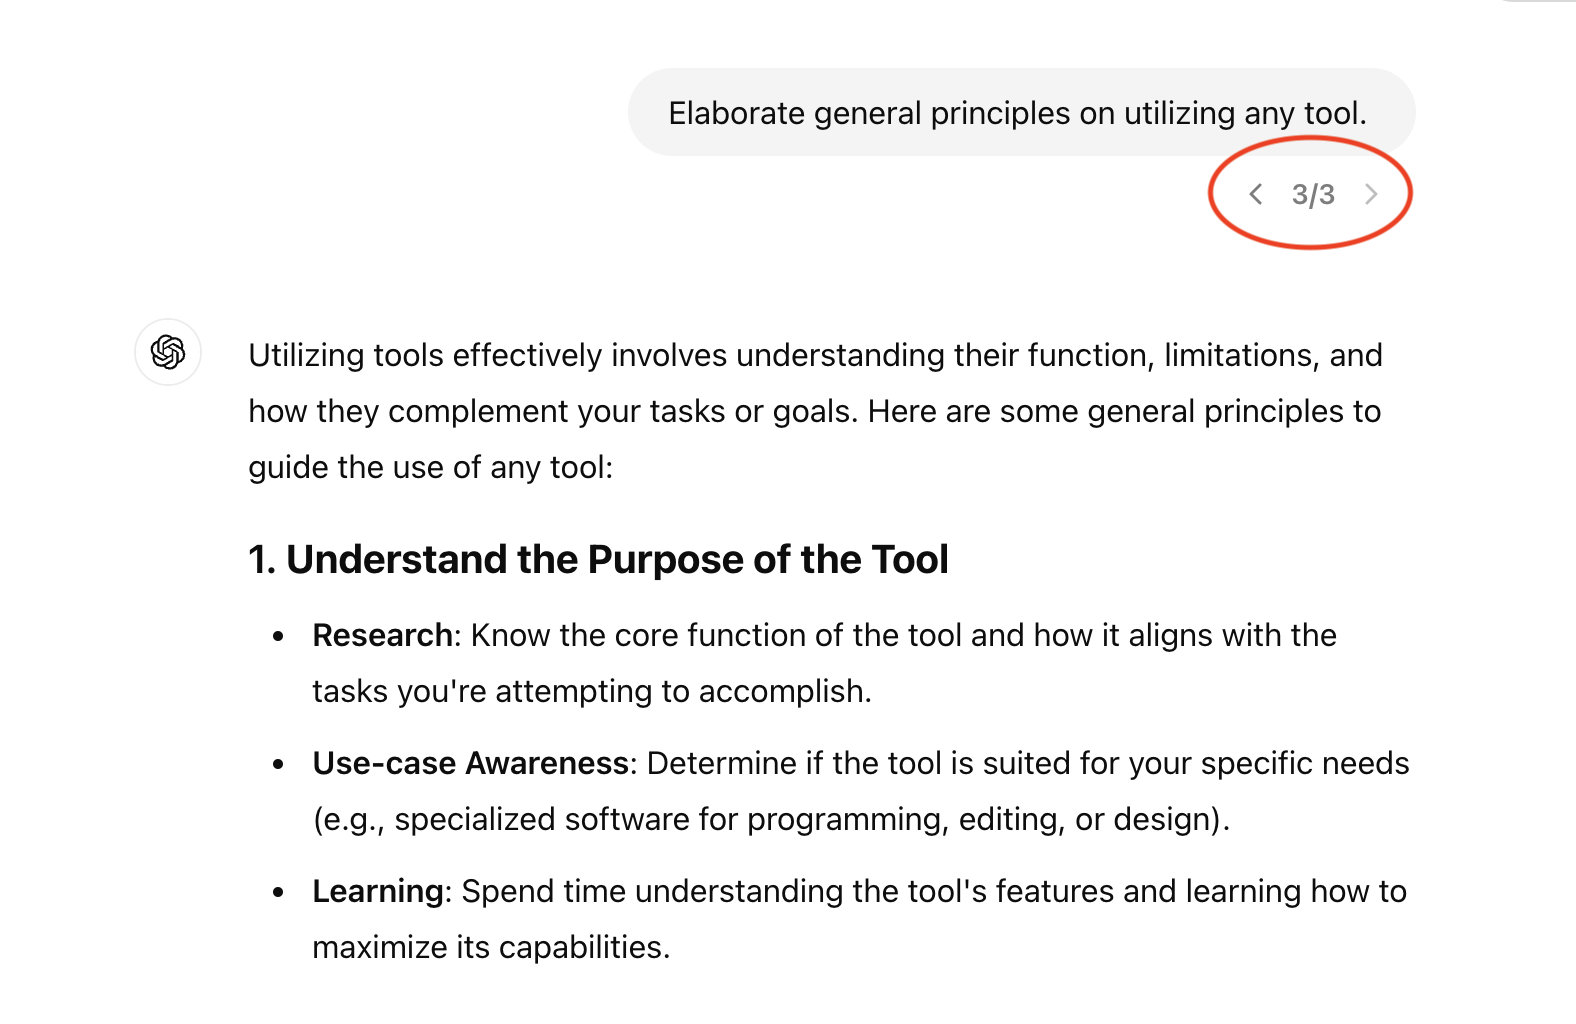 Elaborate general principles on utilizing any tool.
3/3
Utilizing tools effectively involves understanding their function, limitations, and
how they complement your tasks or goals. Here are some general principles to
guide the use of any tool:
1. Understand the Purpose of the Tool
• Research: Know the core function of the tool and how it aligns with the
tasks you're attempting to accomplish.
• Use-case Awareness: Determine if the tool is suited for your specific needs
(e.g., specialized software for programming, editing, or design).
• Learning: Spend time understanding the tool's features and learning how to
maximize its capabilities.